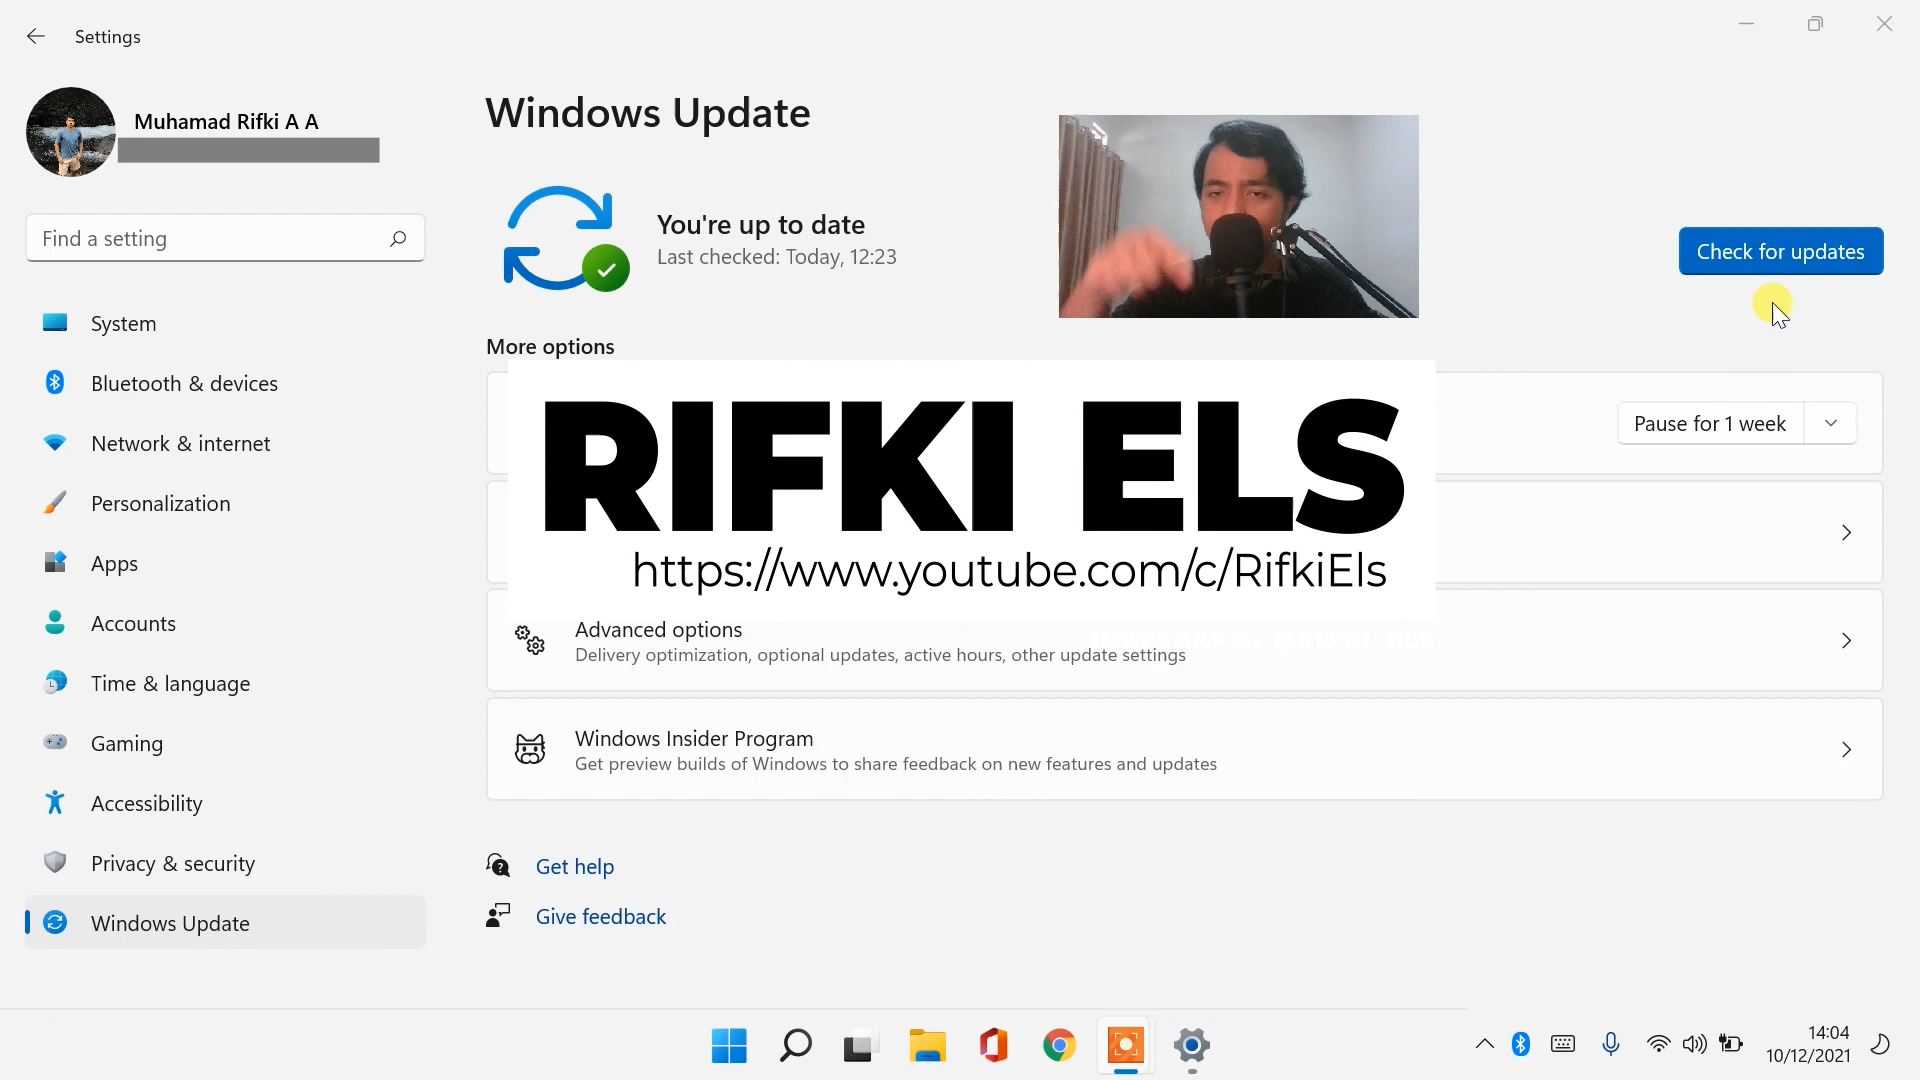 Settings
Muhamad Rifki A A
Find a setting
System
Bluetooth & devices
Network & internet
Personalization
Apps
Accounts
Time & language
Gaming
Accessibility
Privacy & security
Windows Update
Windows Update
You're up to date
Last checked: Today, 12:23
Check for updates
More options
Pause for 1 week
RIFKI ELS
https://www.youtube.com/c/RifkiEls
Advanced options
Delivery optimization, optional updates, active hours, other update settings
Windows Insider Program
Get preview builds of Windows to share feedback on new features and updates
Get help
Give feedback
14:04
10/12/2021